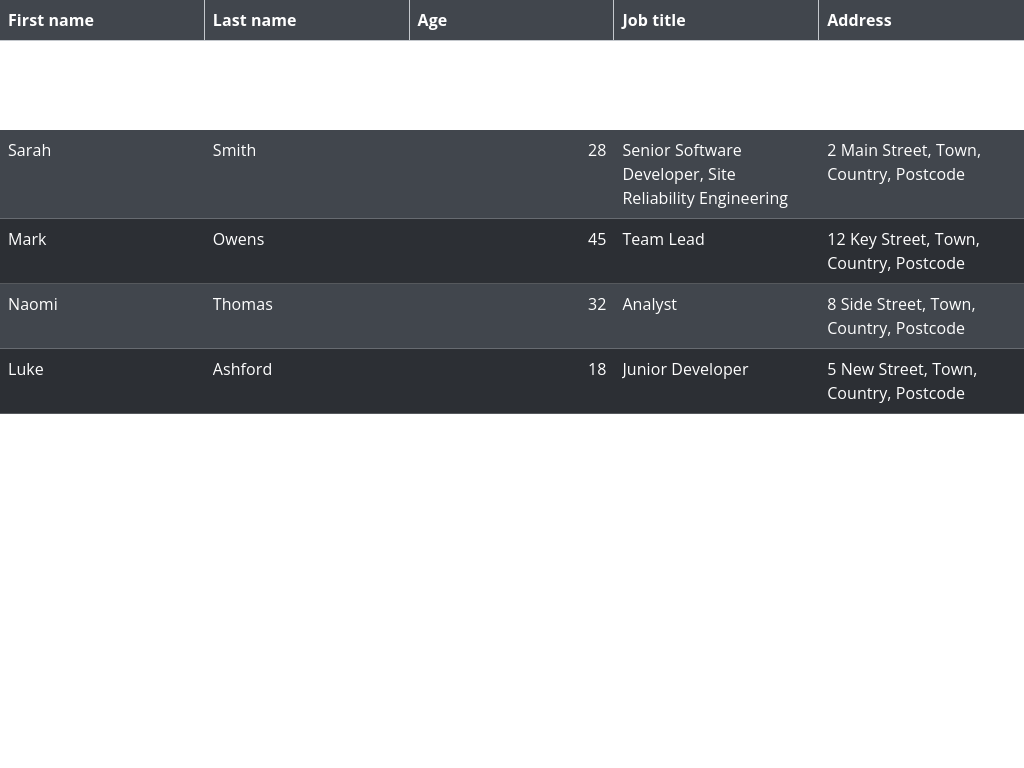 First name Last name Age Job title Address
Sarah Smith 28 Senior Software 2 Main Street, Town,
Developer, Site Country, Postcode
Reliability Engineering
Mark Owens 45 Team Lead 12 Key Street, Town,
Country, Postcode
Naomi Thomas 32 Analyst 8 Side Street, Town,
Country, Postcode
Luke Ashford 18 Junior Developer 5 New Street, Town,
Country, Postcode